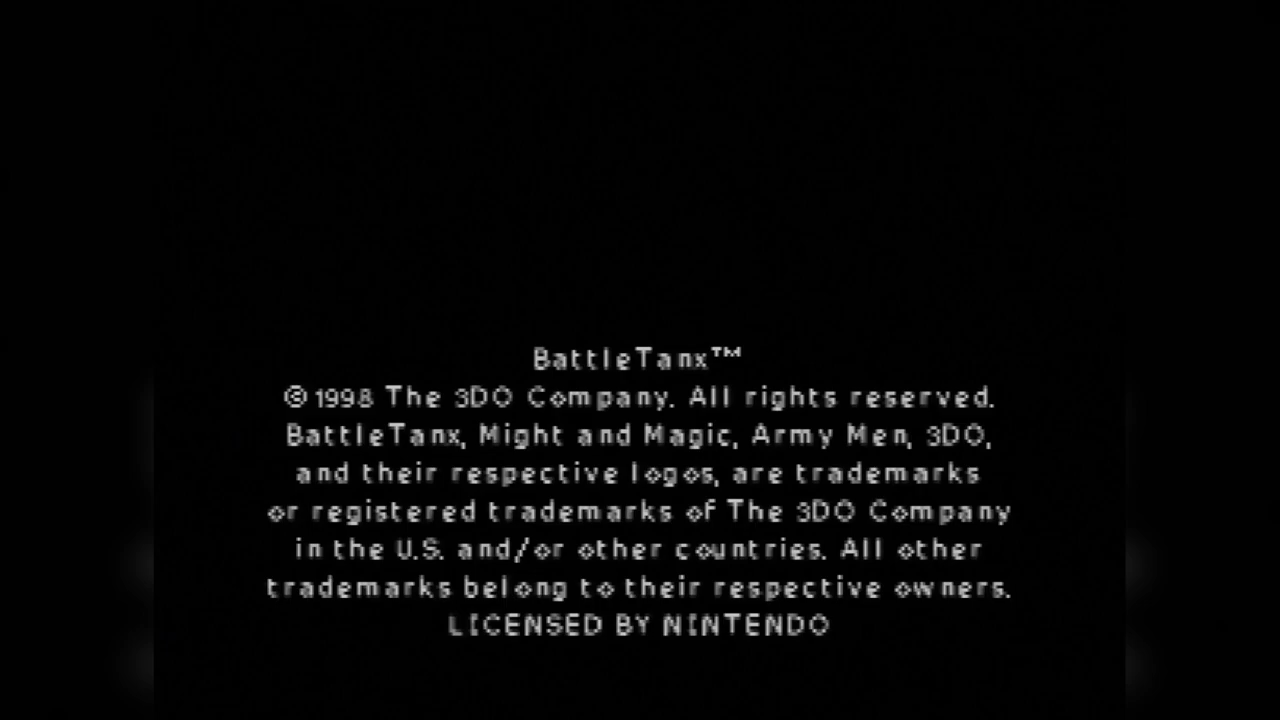 BattleTanx™
© 1998 The 3DO Company. All rights reserved.
BattleTanx, Might and Magic, Army Men, 3DO,
and their respective logos, are trademarks
or registered trademarks of The 3DO Company
in the U.S. and/or other countries. All other
trademarks belong to their respective owners.
LICENSED BY NINTENDO